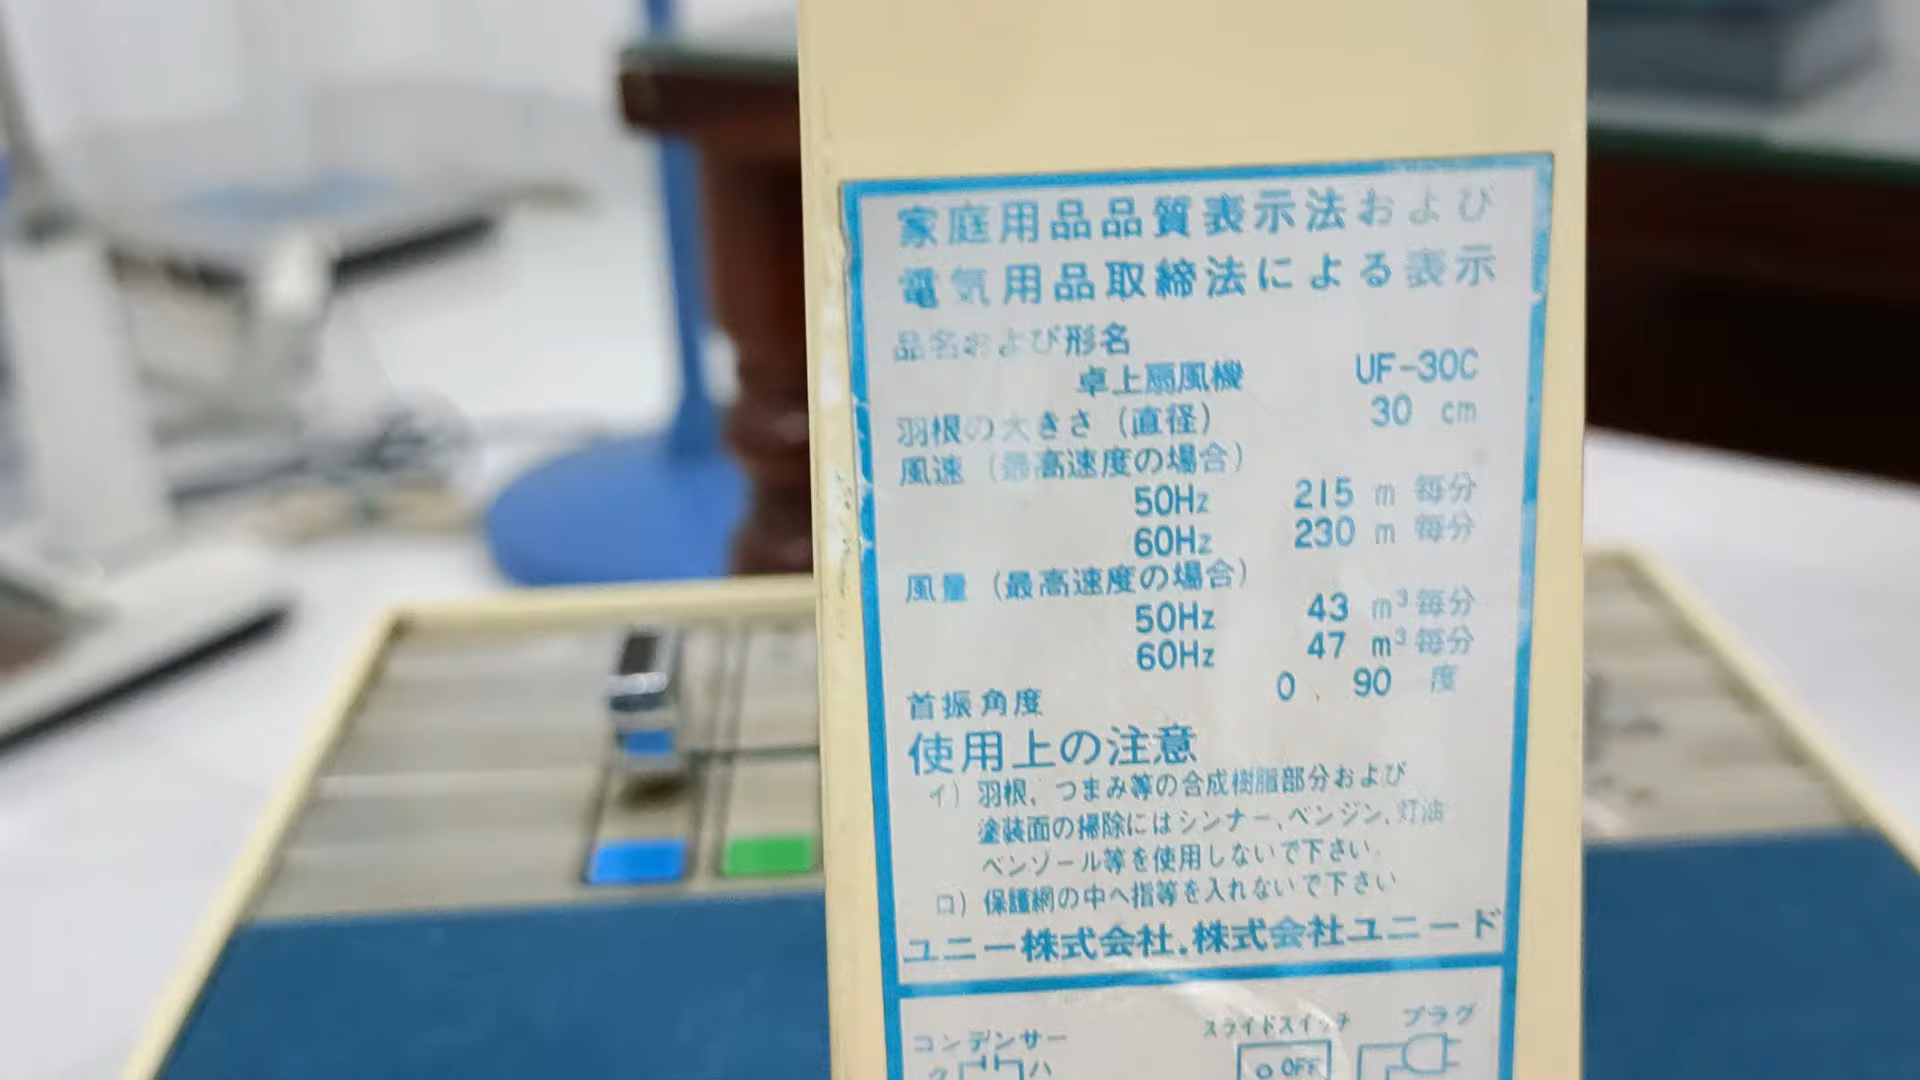 家庭用品品質表示法および
電気用品取締法による表示
品名および形名
卓上扇風機 UF-30C
羽根の大きさ(直径) 30 cm
風速(最高速度の場合)
50Hz 215 m 毎分
60Hz 230 m 毎分
風量(最高速度の場合)
50Hz 43 m³毎分
60Hz 47 m³毎分
首振角度 0、90 度
使用上の注意
イ)羽根、つまみ等の合成樹脂部分および
塗装面の掃除にはシンナー、ベンジン、灯油
ベンゾール等を使用しないで下さい。
ロ)保護網の中へ指等を入れないで下さい
ユニー株式会社.株式会社ユニード
コンデンサー スライドスイッチ プラグ
OFF